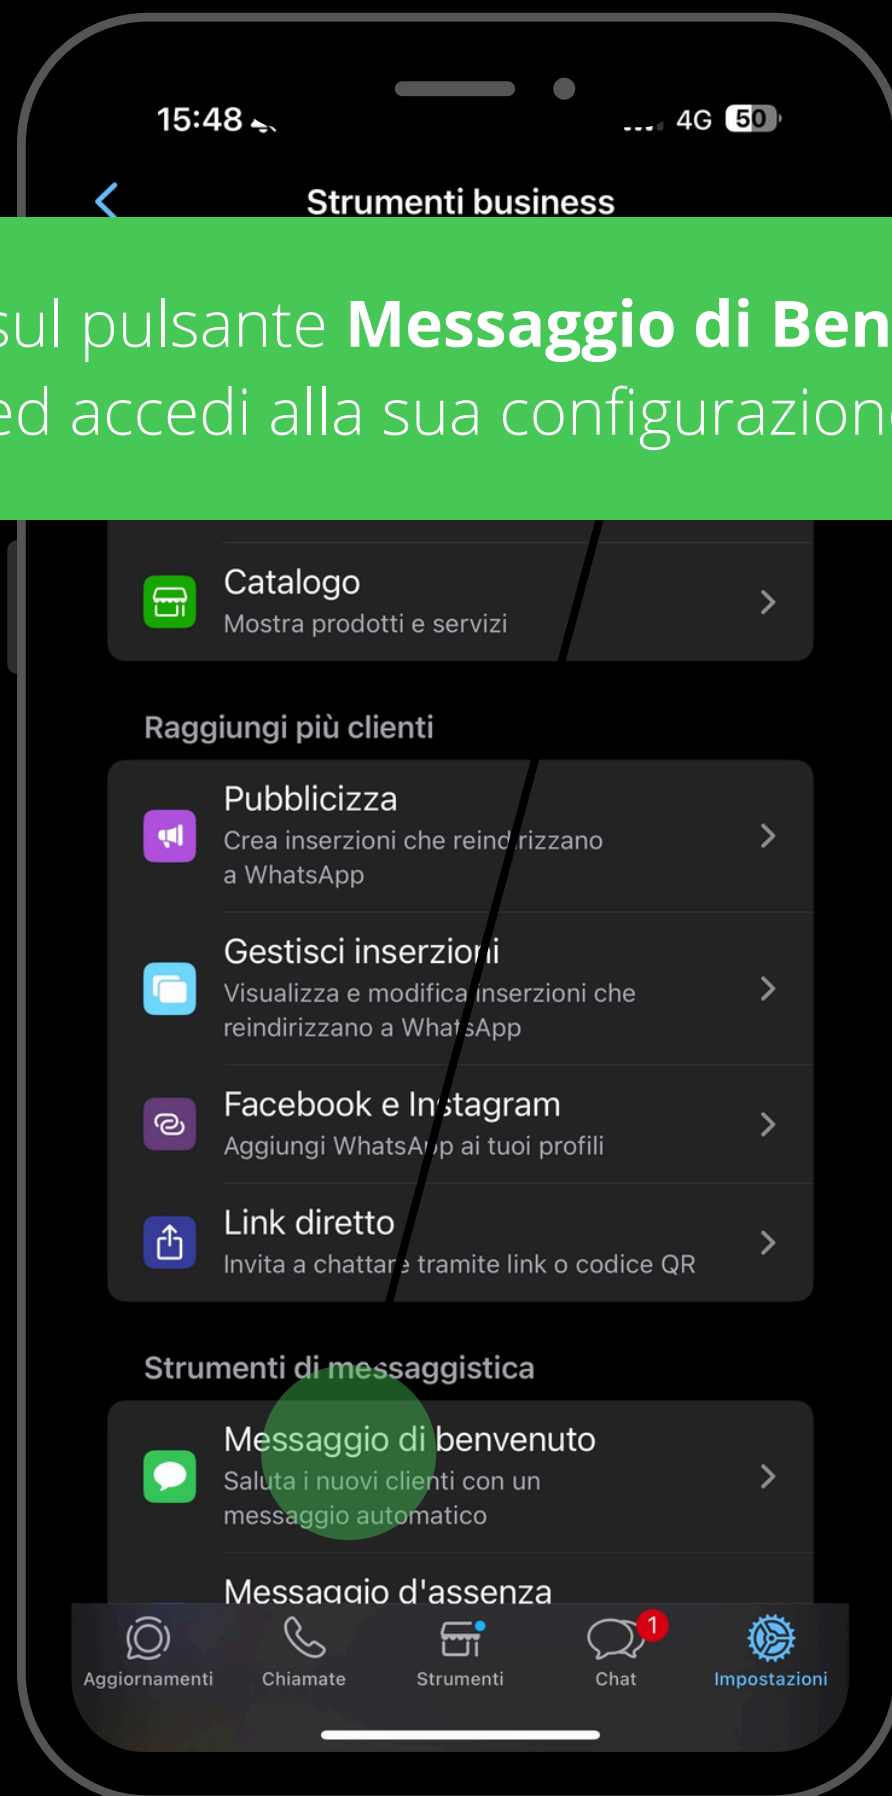 15:48
4G 50
Strumenti business
sul pulsante Messaggio di Ben
ed accedi alla sua configurazione
Catalogo
Mostra prodotti e servizi
Raggiungi più clienti
Pubblicizza
Crea inserzioni che reindirizzano
a WhatsApp
Gestisci inserzioni
Visualizza e modifica inserzioni che
reindirizzano a WhatsApp
Facebook e Instagram
Aggiungi WhatsApp ai tuoi profili
Link diretto
Invita a chattare tramite link o codice QR
Strumenti di messaggistica
Messaggio di benvenuto
Saluta i nuovi clienti con un
messaggio automatico
Messaggio d'assenza
1
Aggiornamenti Chiamate Strumenti Chat Impostazioni